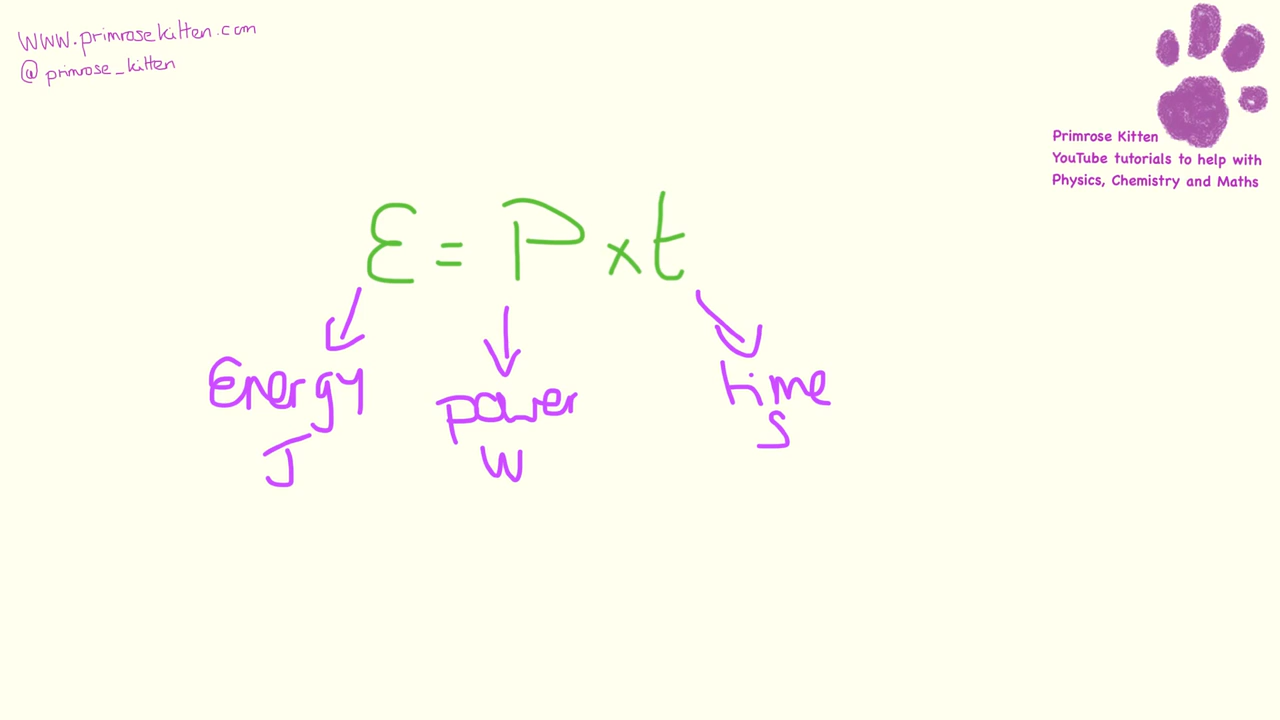 www.primrosekitten.com
@primrose_kitten
Primrose Kitten
YouTube tutorials to help with
Physics, Chemistry and Maths
E = P x t
Energy power time
J W s